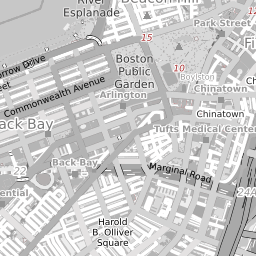 River
Esplanade
Beacon Hill
Park Street
15
Boston
Public
Garden
Boylston
Arlington
Chinatown
Chinatown
Commonwealth Avenue
Back Bay
Tufts Medical Center
Back Bay
Marginal Road
22
Harold
B. Olliver
Square